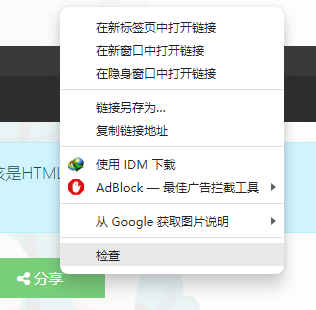 在新标签页中打开链接
在新窗口中打开链接
在隐身窗口中打开链接
链接另存为...
复制链接地址
使用 IDM 下载
AdBlock — 最佳广告拦截工具
是HTML
从 Google 获取图片说明
检查
分享